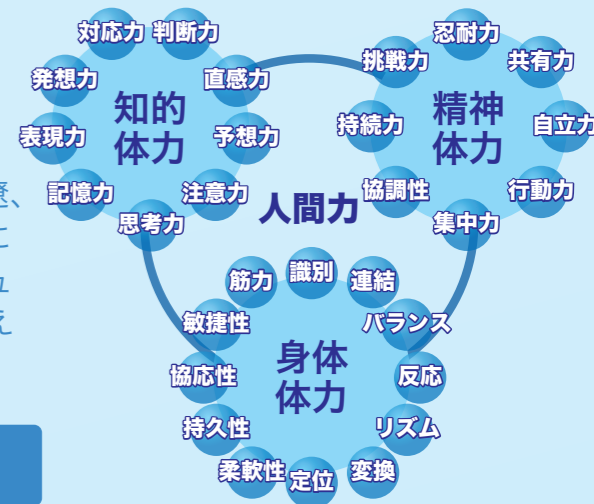 対応力 判断力
発想力 直感力
知的
体力
表現力 予想力
記憶力 注意力
思考力
忍耐力
挑戦力 共有力
精神
体力
持続力 自立力
協調性 行動力
集中力
人間力
筋力 識別 連結
敏捷性 バランス
身体
体力
協応性 反応
持久性 リズム
柔軟性 定位 変換